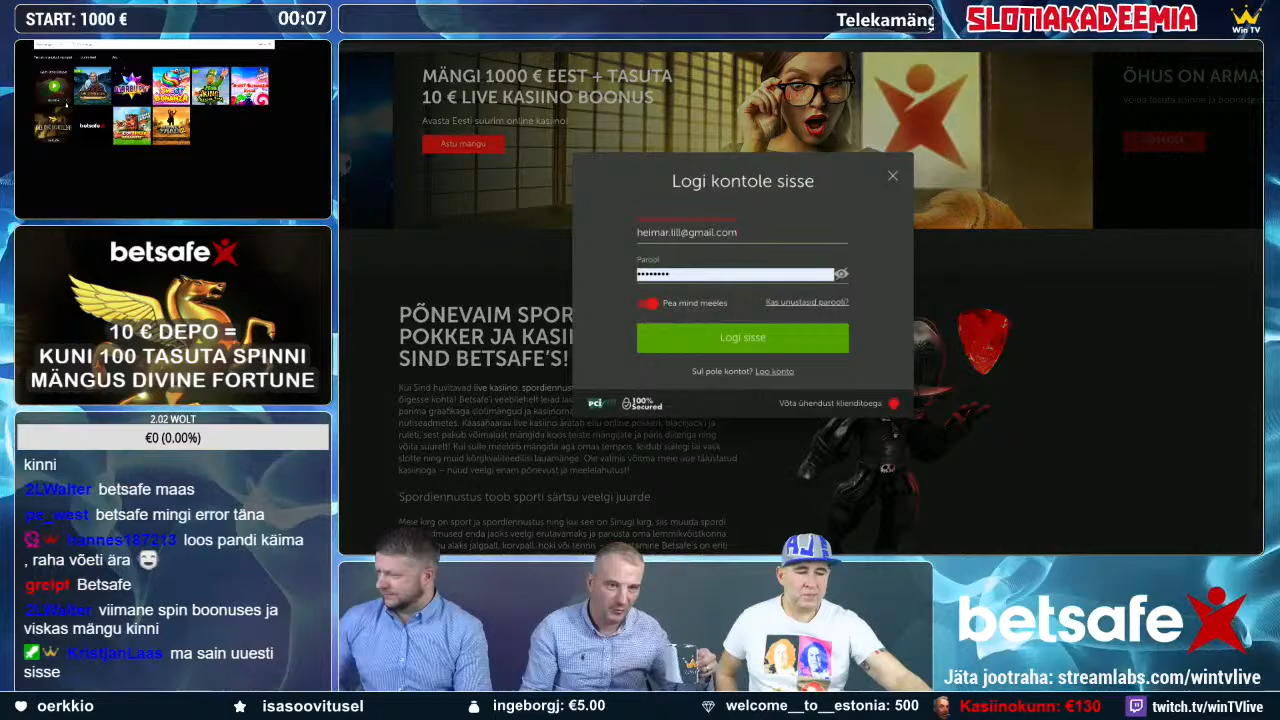 START: 1000 €
00:07
Telekamäng
SLOTIAKADEEMIA
Win TV
MÄNGI 1000 € EEST + TASUTA
10 € LIVE KASIINO BOONUS
Avasta Eesti suurim online kasiino!
Astu mängu
ÕHUS ON ARMAS
Logi kontole sisse
heimar.lill@gmail.com
Parool
••••••••
Pea mind meeles
Kas unustasid parooli?
Logi sisse
Sul pole kontot? Loo konto
pci
100%
Secured
Võta ühendust klienditoega
betsafe
10 € DEPO =
KUNI 100 TASUTA SPINNI
MÄNGUS DIVINE FORTUNE
PÕNEVAIM SPOR
POKKER JA KASI
SIND BETSAFE'S!
Spordiennustus toob sporti särtsu veelgi juurde
2.02 WOLT
€0 (0.00%)
kinni
2LWalter betsafe maas
pe_west betsafe mingi error täna
hannes187213 loos pandi käima
, raha võeti ära
greipt Betsafe
2LWalter viimane spin boonuses ja
viskas mängu kinni
KristjanLaas ma sain uuesti
sisse
betsafe
Jäta jootraha: streamlabs.com/wintvlive
oerkkio
isasoovitusel
ingeborgj: €5.00
welcome__to__estonia: 500
Kasiinokunn: €130
twitch.tv/winTVlive